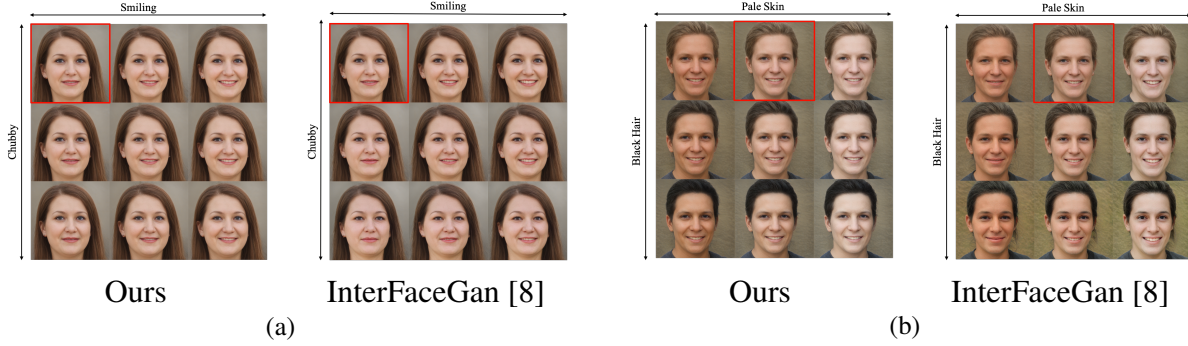 Smiling
Smiling
Pale Skin
Pale Skin
Chubby
Chubby
Black Hair
Black Hair
Ours
InterFaceGan [8]
Ours
InterFaceGan [8]
(a)
(b)